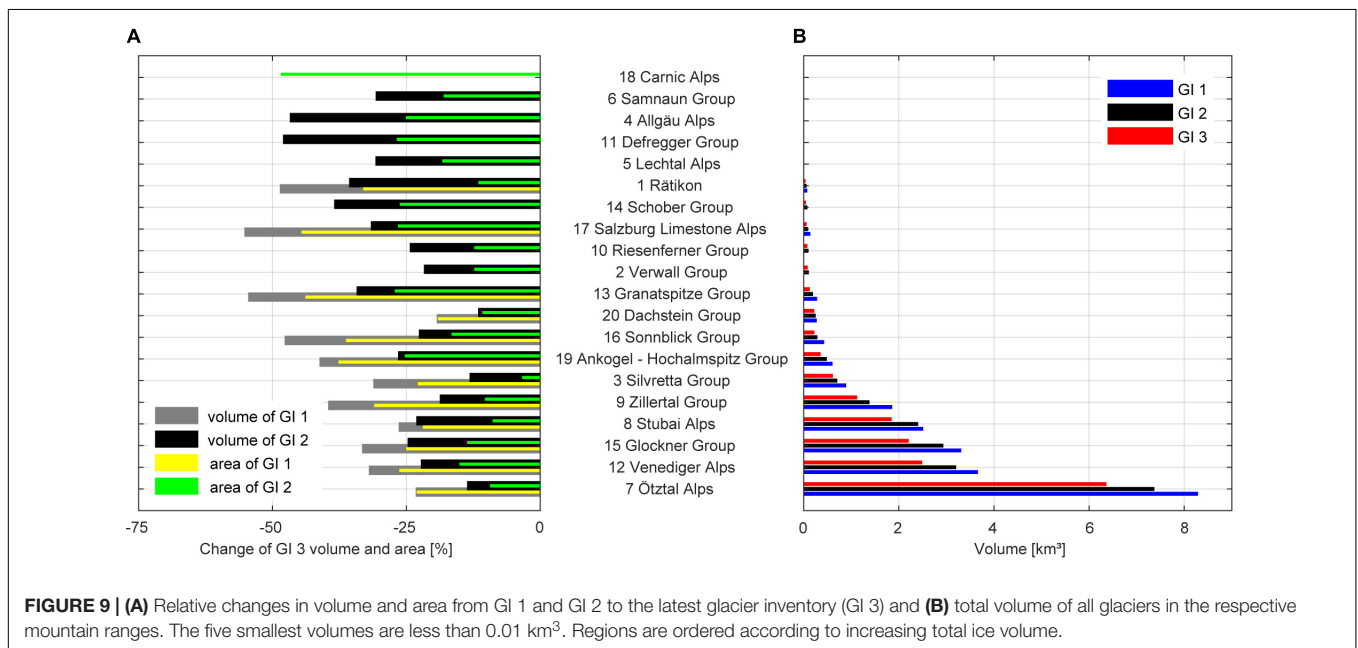 A
B
18 Carnic Alps
6 Samnaun Group
4 Allgäu Alps
11 Defregger Group
5 Lechtal Alps
1 Rätikon
14 Schober Group
17 Salzburg Limestone Alps
10 Riesenferner Group
2 Verwall Group
13 Granatspitze Group
20 Dachstein Group
16 Sonnblick Group
19 Ankogel - Hochalmspitz Group
3 Silvretta Group
9 Zillertal Group
8 Stubai Alps
15 Glockner Group
12 Venediger Alps
7 Ötztal Alps
volume of GI 1
volume of GI 2
area of GI 1
area of GI 2
-75 -50 -25 0
Change of GI 3 volume and area [%]
GI 1
GI 2
GI 3
0 2 4 6 8
Volume [km³]
FIGURE 9 | (A) Relative changes in volume and area from GI 1 and GI 2 to the latest glacier inventory (GI 3) and (B) total volume of all glaciers in the respective
mountain ranges. The five smallest volumes are less than 0.01 km³. Regions are ordered according to increasing total ice volume.